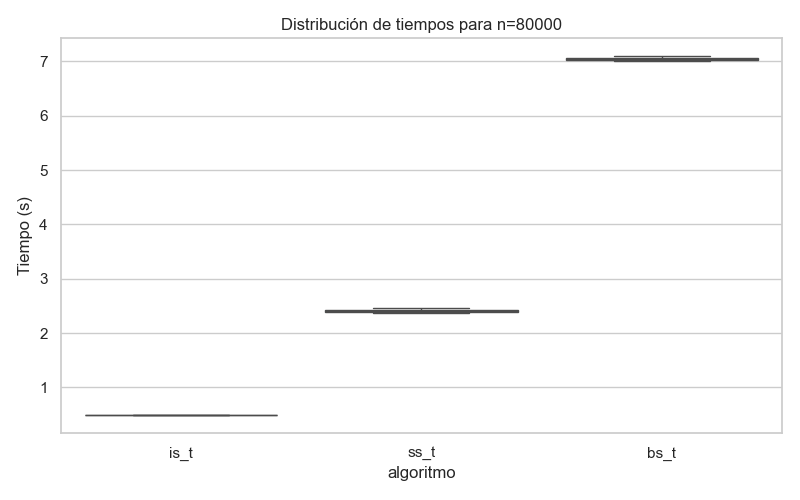 Distribución de tiempos para n=80000
7
6
5
4
3
2
1
Tiempo (s)
is_t
ss_t
bs_t
algoritmo